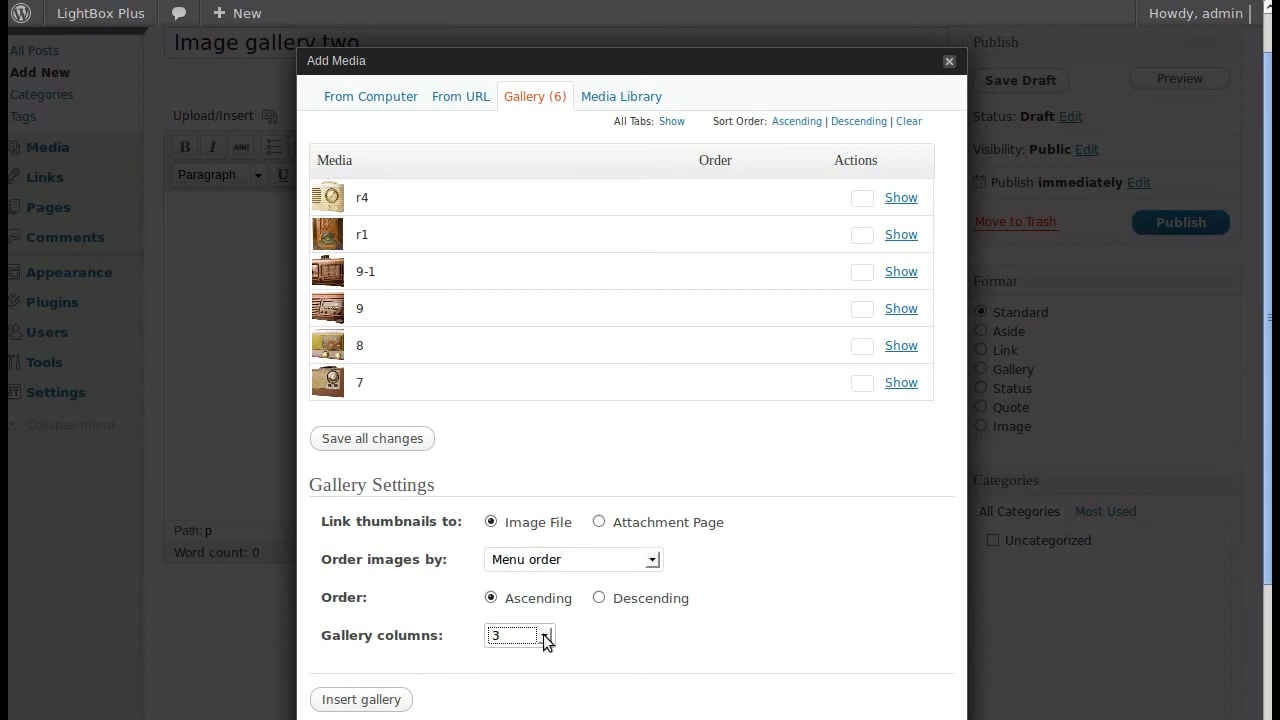 LightBox Plus
New
Howdy, admin
All Posts
Add New
Categories
Tags
Media
Links
Pages
Comments
Appearance
Plugins
Users
Tools
Settings
Collapse menu
Image gallery two
Upload/Insert
B I ABC
Paragraph U
Path: p
Word count: 0
Add Media
From Computer From URL Gallery (6) Media Library
All Tabs: Show Sort Order: Ascending | Descending | Clear
Media Order Actions
r4 Show
r1 Show
9-1 Show
9 Show
8 Show
7 Show
Save all changes
Gallery Settings
Link thumbnails to: Image File Attachment Page
Order images by: Menu order
Order: Ascending Descending
Gallery columns: 3
Insert gallery
Publish
Save Draft Preview
Status: Draft Edit
Visibility: Public Edit
Publish immediately Edit
Move to Trash Publish
Format
Standard
Aside
Link
Gallery
Status
Quote
Image
Categories
All Categories Most Used
Uncategorized